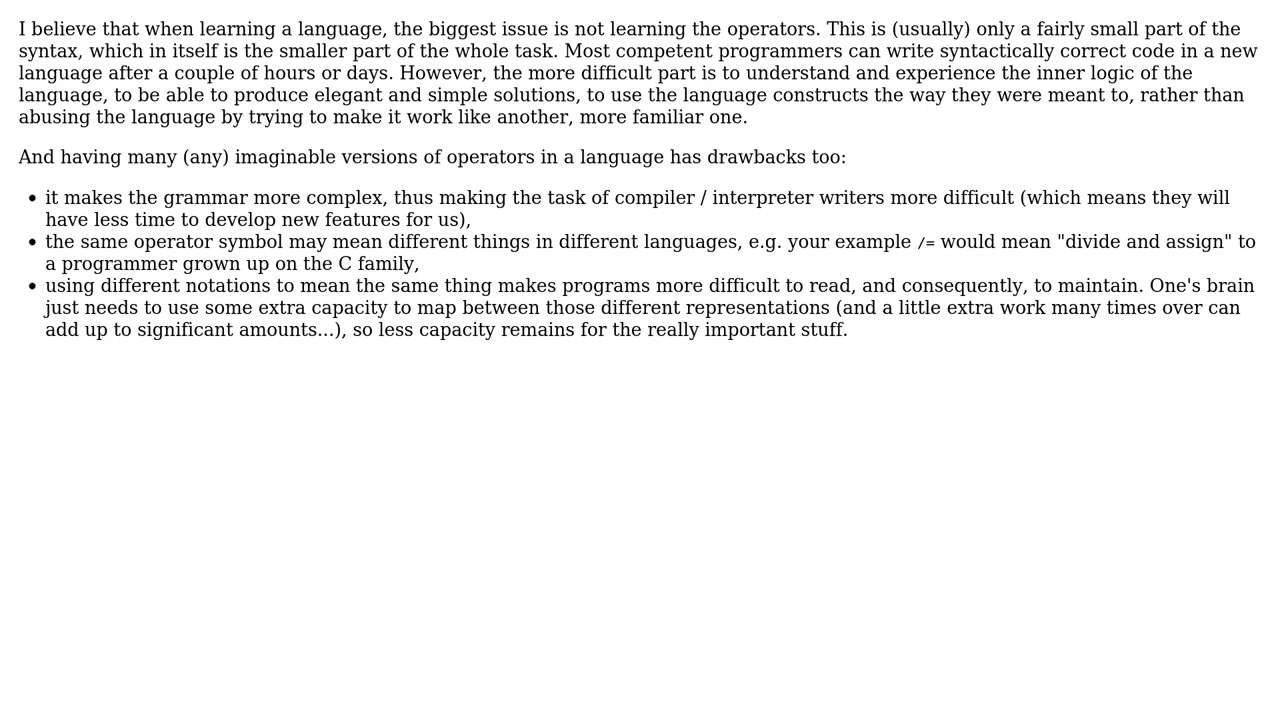 I believe that when learning a language, the biggest issue is not learning the operators. This is (usually) only a fairly small part of the
syntax, which in itself is the smaller part of the whole task. Most competent programmers can write syntactically correct code in a new
language after a couple of hours or days. However, the more difficult part is to understand and experience the inner logic of the
language, to be able to produce elegant and simple solutions, to use the language constructs the way they were meant to, rather than
abusing the language by trying to make it work like another, more familiar one.
And having many (any) imaginable versions of operators in a language has drawbacks too:
• it makes the grammar more complex, thus making the task of compiler / interpreter writers more difficult (which means they will
have less time to develop new features for us),
• the same operator symbol may mean different things in different languages, e.g. your example /= would mean "divide and assign" to
a programmer grown up on the C family,
• using different notations to mean the same thing makes programs more difficult to read, and consequently, to maintain. One's brain
just needs to use some extra capacity to map between those different representations (and a little extra work many times over can
add up to significant amounts...), so less capacity remains for the really important stuff.